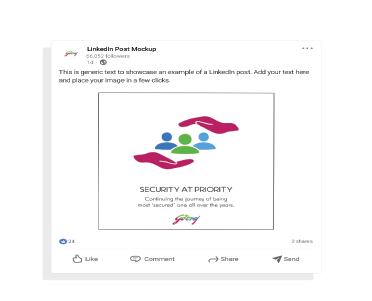 LinkedIn Post Mockup
66,052 followers
1d
This is generic text to showcase an example of a LinkedIn post. Add your text here
and place your image in a few clicks.
SECURITY AT PRIORITY
Continuing the journey of being
most 'secured' one all over the years.
Godrej
24
2 shares
Like
Comment
Share
Send